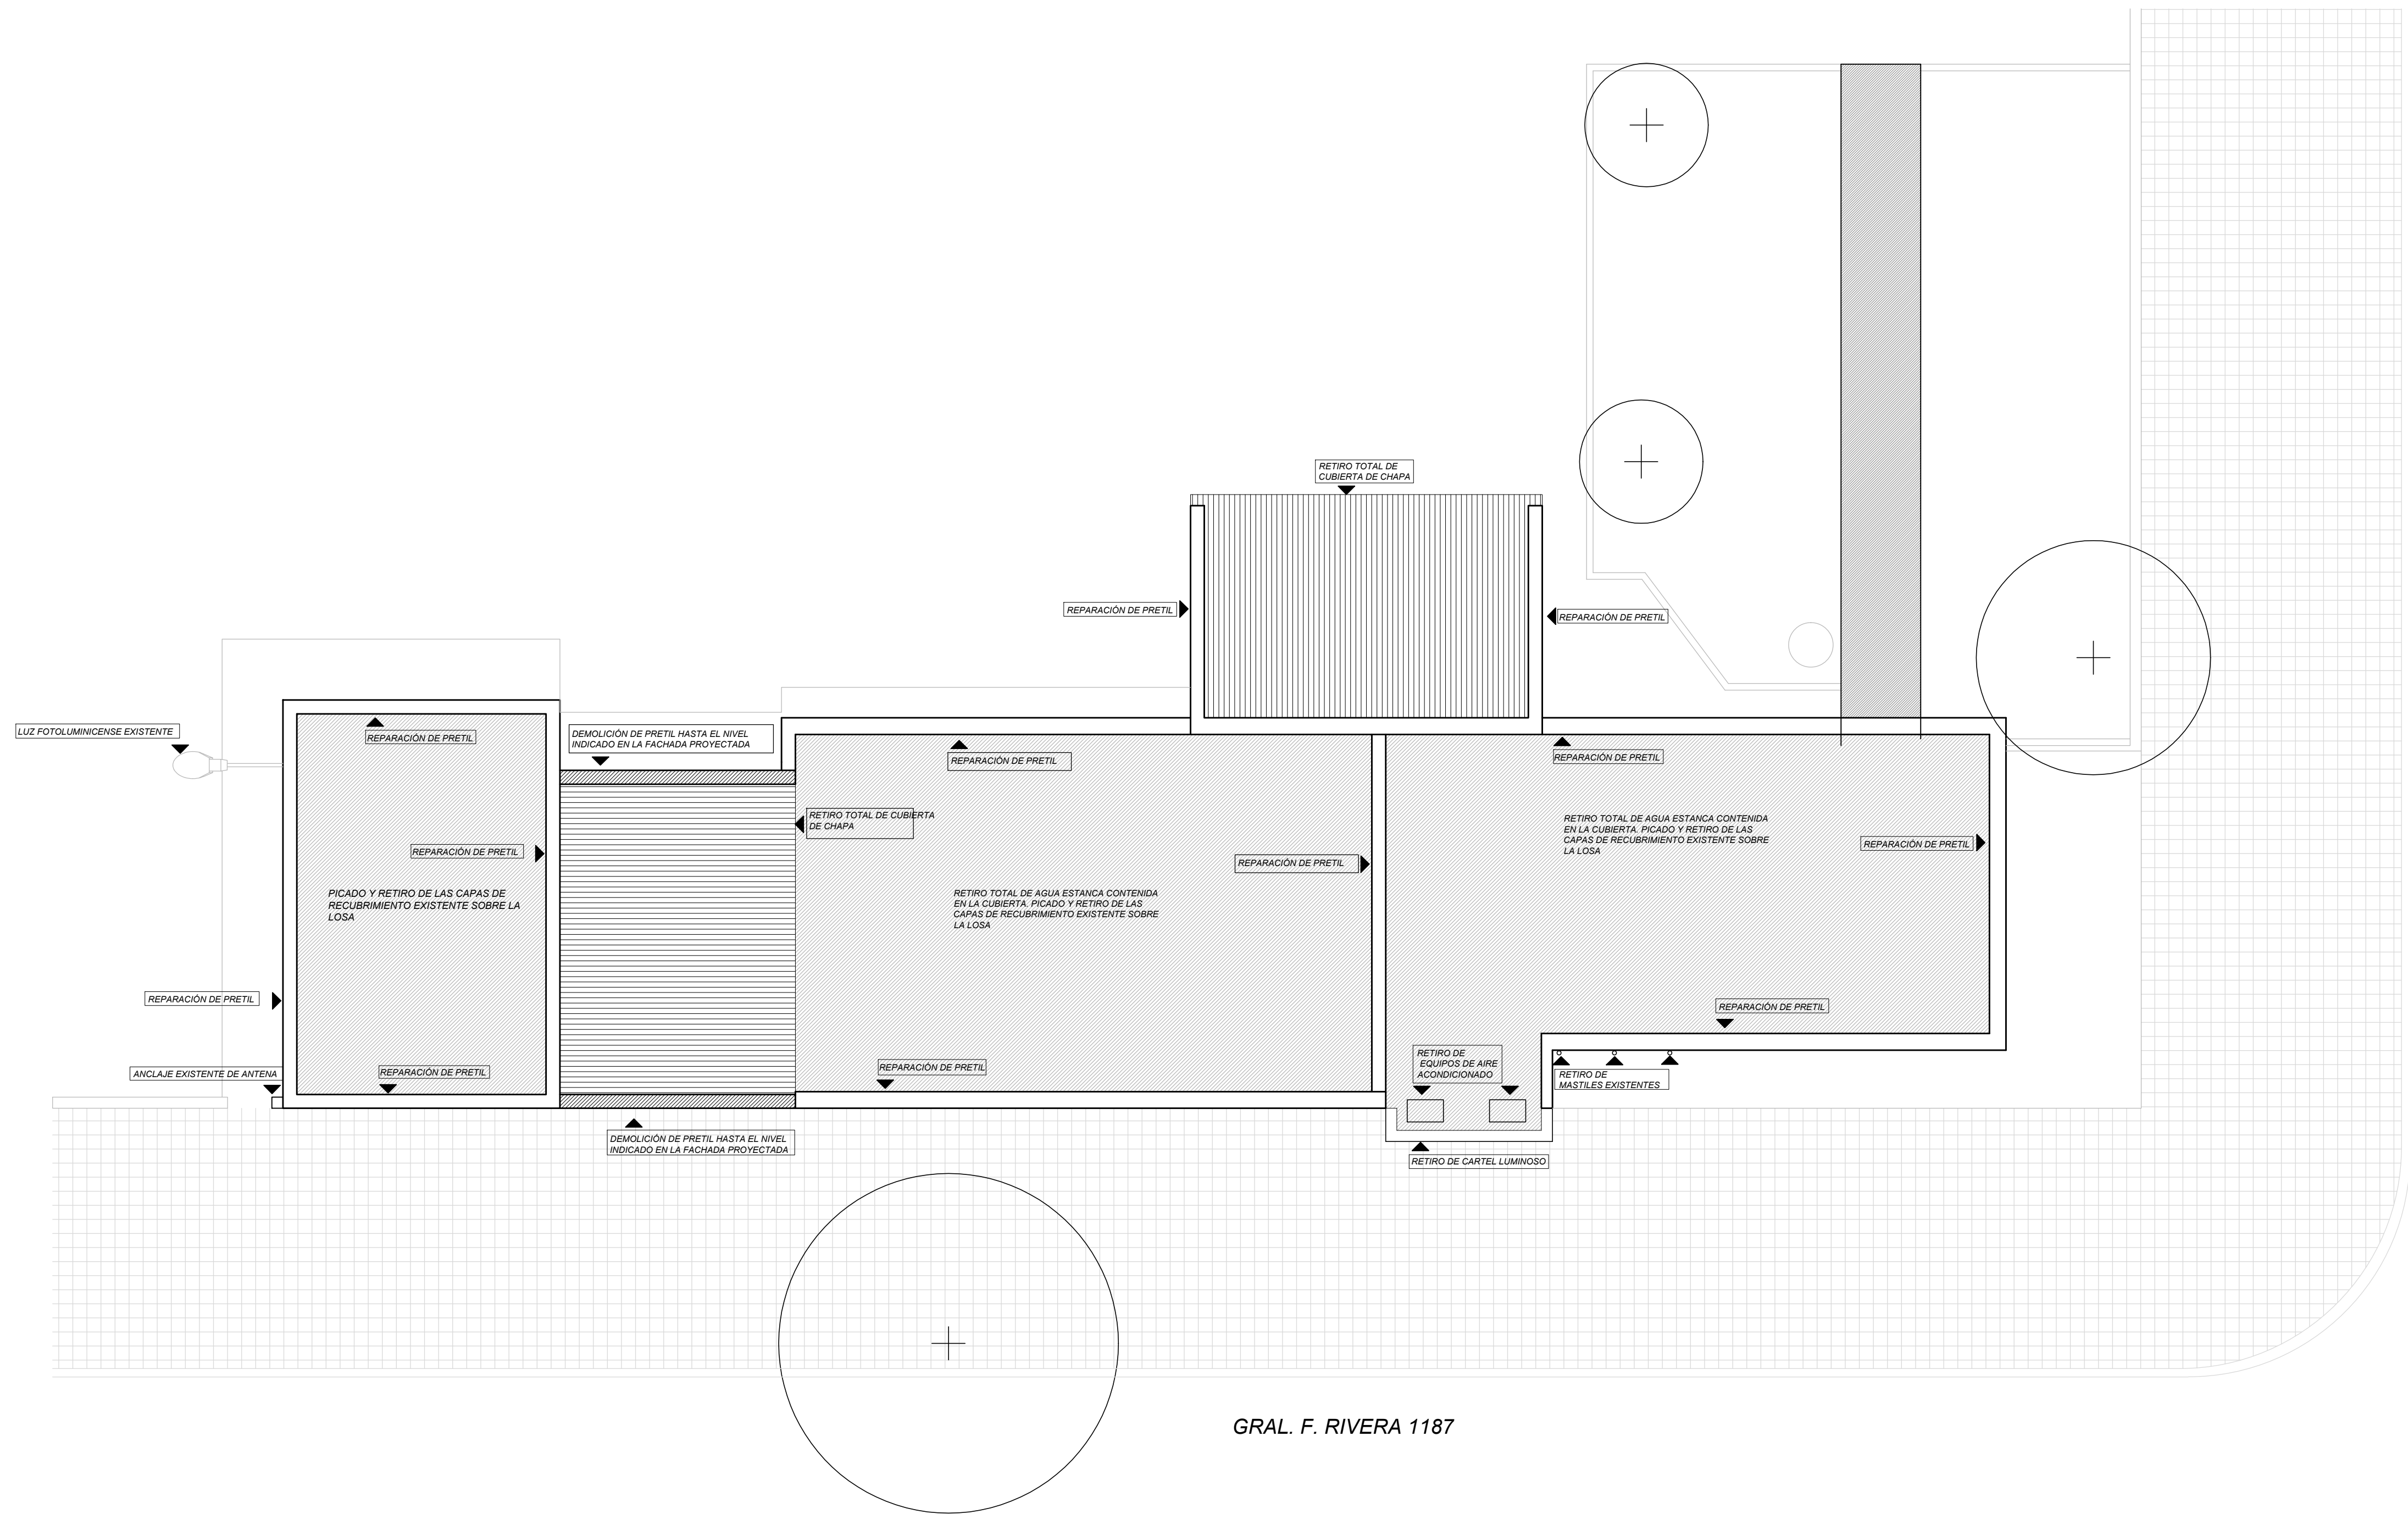 RETIRO TOTAL DE
CUBIERTA DE CHAPA
REPARACIÓN DE PRETIL
REPARACIÓN DE PRETIL
LUZ FOTOLUMINICENSE EXISTENTE
REPARACIÓN DE PRETIL
DEMOLICIÓN DE PRETIL HASTA EL NIVEL
INDICADO EN LA FACHADA PROYECTADA
REPARACIÓN DE PRETIL
REPARACIÓN DE PRETIL
RETIRO TOTAL DE CUBIERTA
DE CHAPA
RETIRO TOTAL DE AGUA ESTANCA CONTENIDA
EN LA CUBIERTA. PICADO Y RETIRO DE LAS
CAPAS DE RECUBRIMIENTO EXISTENTE SOBRE
LA LOSA
REPARACIÓN DE PRETIL
REPARACIÓN DE PRETIL
REPARACIÓN DE PRETIL
PICADO Y RETIRO DE LAS CAPAS DE
RECUBRIMIENTO EXISTENTE SOBRE LA
LOSA
RETIRO TOTAL DE AGUA ESTANCA CONTENIDA
EN LA CUBIERTA. PICADO Y RETIRO DE LAS
CAPAS DE RECUBRIMIENTO EXISTENTE SOBRE
LA LOSA
REPARACIÓN DE PRETIL
REPARACIÓN DE PRETIL
ANCLAJE EXISTENTE DE ANTENA
REPARACIÓN DE PRETIL
REPARACIÓN DE PRETIL
RETIRO DE
EQUIPOS DE AIRE
ACONDICIONADO
RETIRO DE
MASTILES EXISTENTES
DEMOLICIÓN DE PRETIL HASTA EL NIVEL
INDICADO EN LA FACHADA PROYECTADA
RETIRO DE CARTEL LUMINOSO
GRAL. F. RIVERA 1187